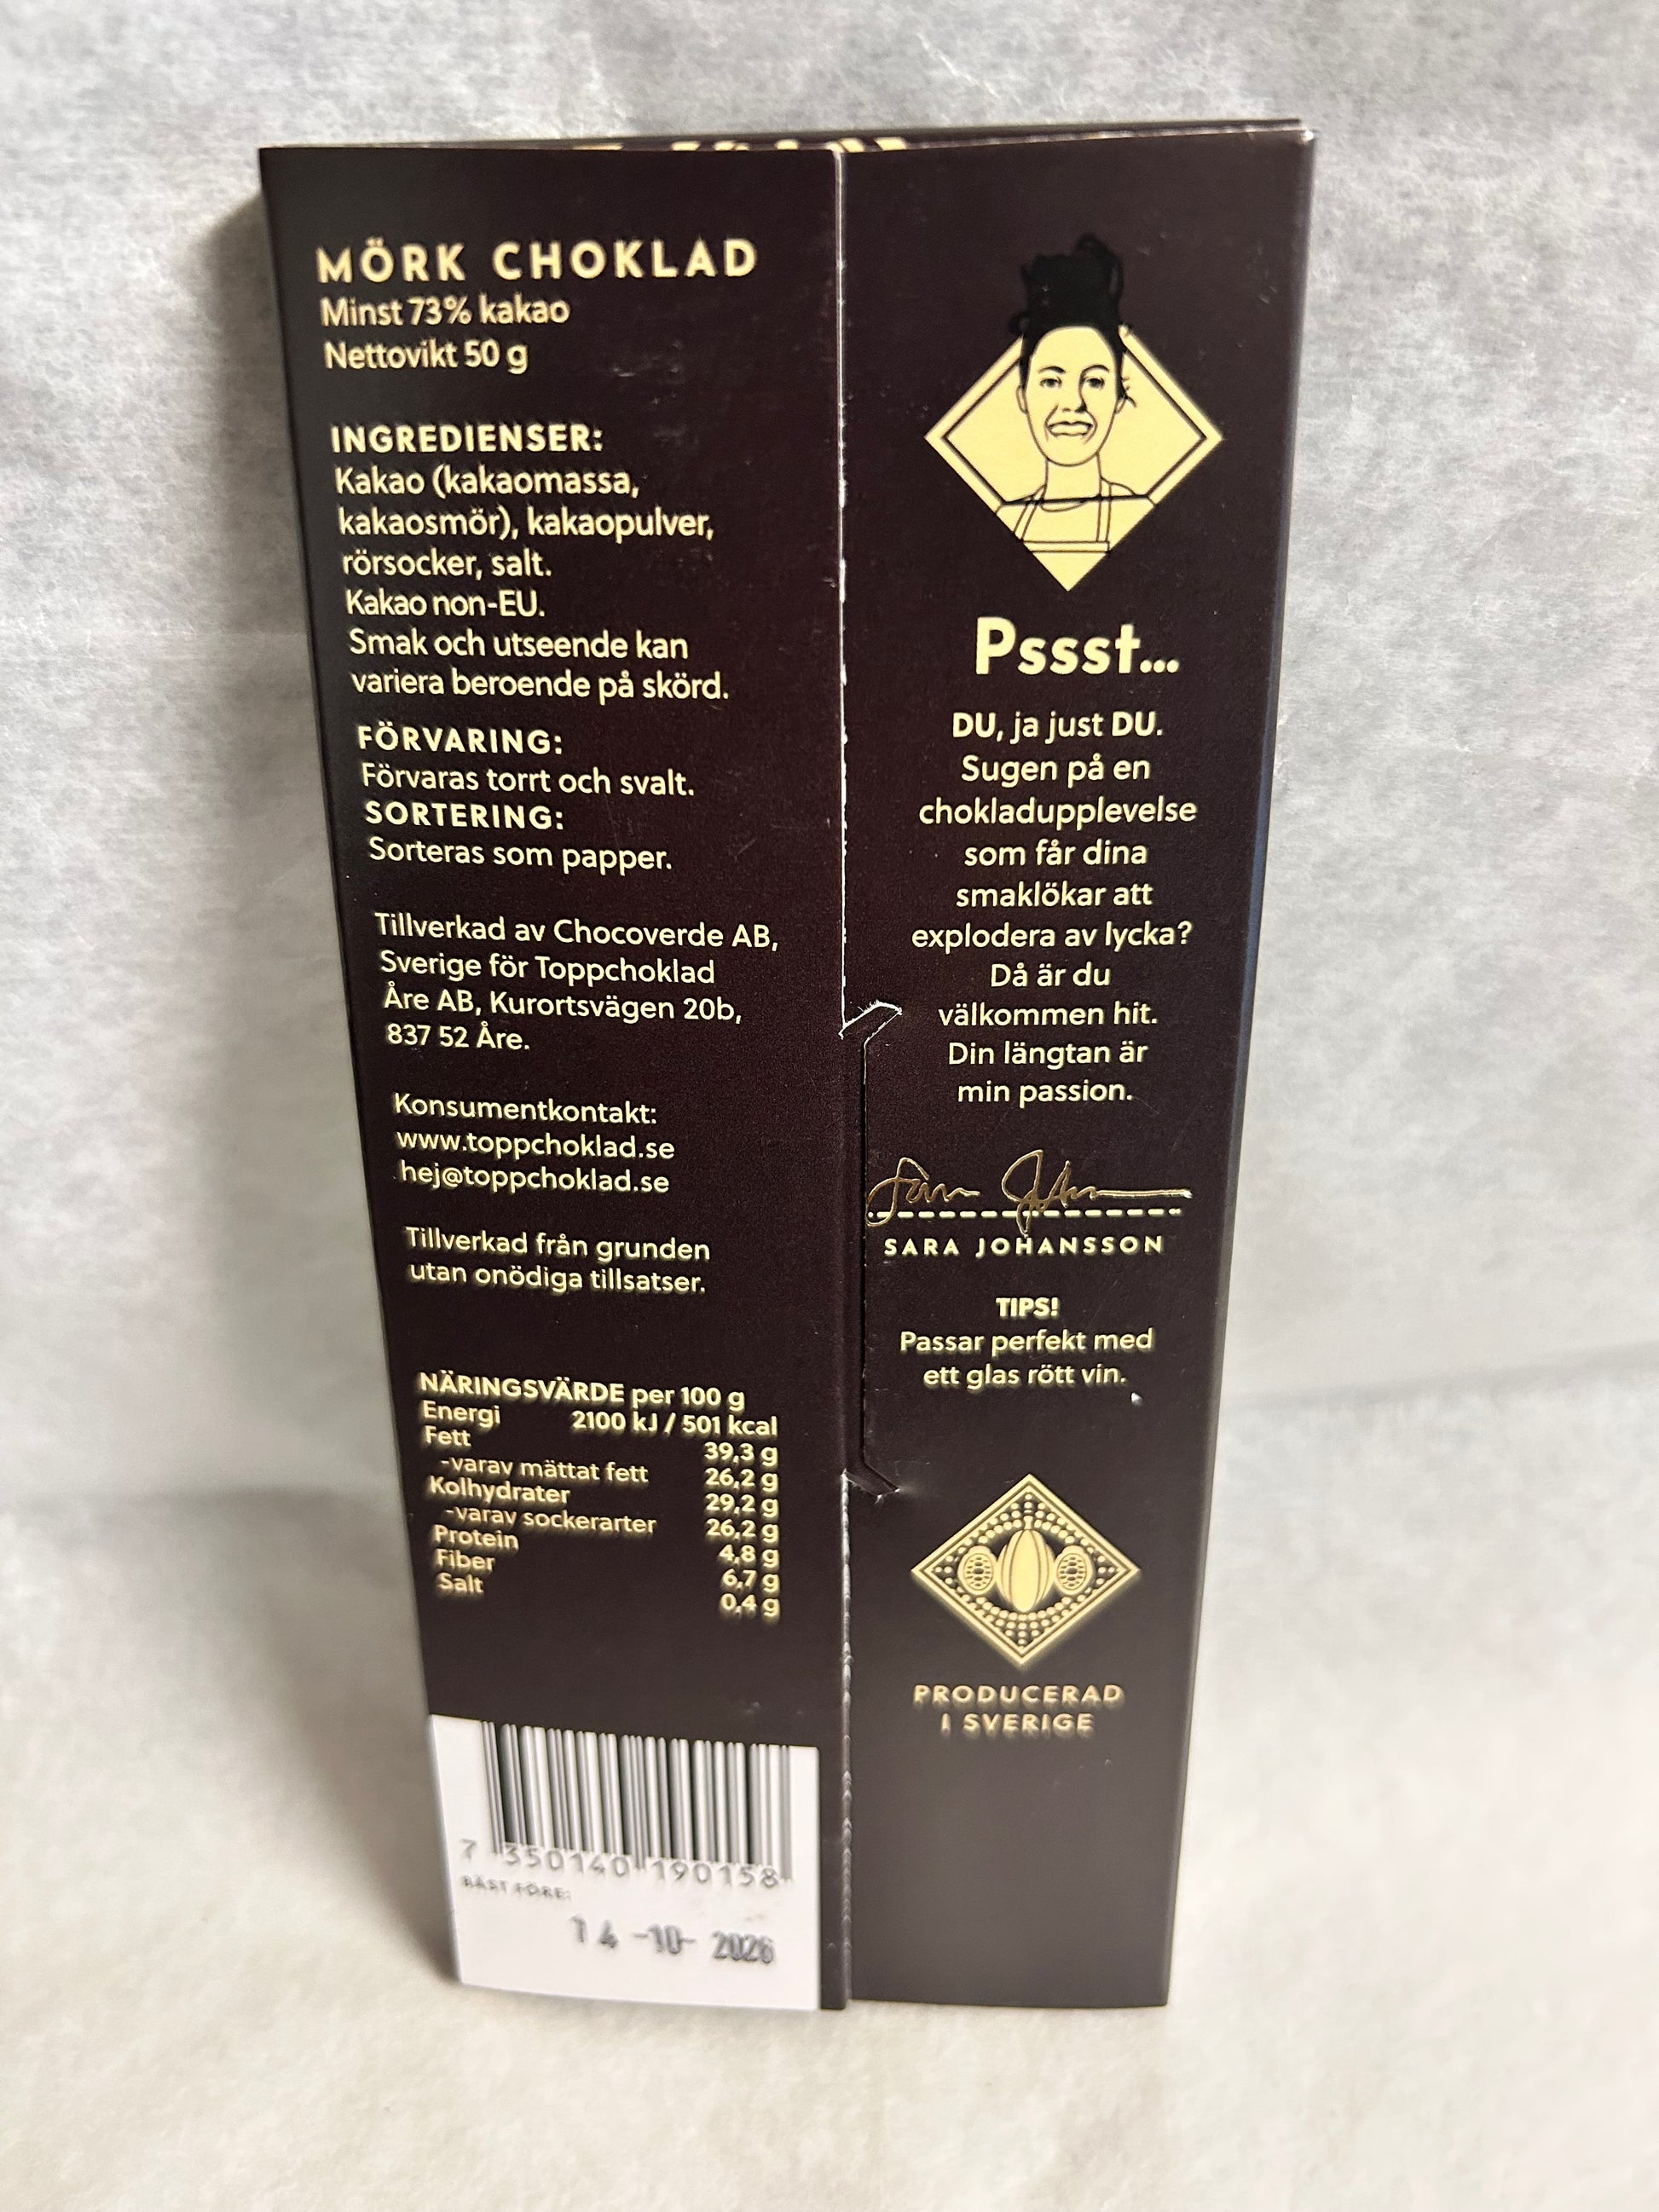 MÖRK CHOKLAD
Minst 73% kakao
Nettovikt 50 g
INGREDIENSER:
Kakao (kakaomassa,
kakaosmör), kakaopulver,
rörsocker, salt.
Kakao non-EU.
Smak och utseende kan
variera beroende på skörd.
FÖRVARING:
Förvaras torrt och svalt.
SORTERING:
Sorteras som papper.
Tillverkad av Chocoverde AB,
Sverige för Toppchoklad
Åre AB, Kurortsvägen 20b,
837 52 Åre.
Konsumentkontakt:
www.toppchoklad.se
hej@toppchoklad.se
Tillverkad från grunden
utan onödiga tillsatser.
NÄRINGSVÄRDE per 100 g
Energi 2100 kJ / 501 kcal
Fett 39,3 g
-varav mättat fett 26,2 g
Kolhydrater 29,2 g
-varav sockerarter 26,2 g
Protein 4,8 g
Fiber 6,7 g
Salt 0,4 g
7 350140 190158
BÄST FÖRE:
14 -10- 2026
Pssst...
DU, ja just DU.
Sugen på en
chokladupplevelse
som får dina
smaklökar att
explodera av lycka?
Då är du
välkommen hit.
Din längtan är
min passion.
SARA JOHANSSON
TIPS!
Passar perfekt med
ett glas rött vin.
PRODUCERAD
I SVERIGE